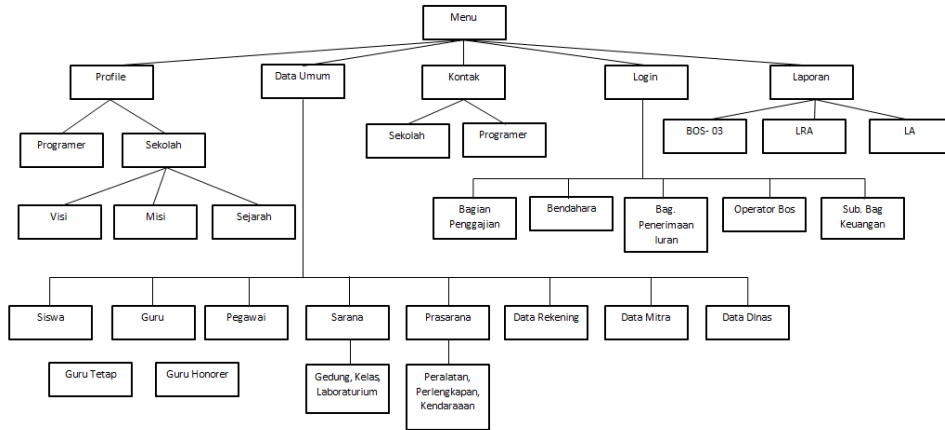 Menu
Profile
Data Umum
Kontak
Login
Laporan
Programer
Sekolah
Sekolah
Programer
BOS- 03
LRA
LA
Visi
Misi
Sejarah
Bagian
Penggajian
Bendahara
Bag.
Penerimaan
Iuran
Operator Bos
Sub. Bag
Keuangan
Siswa
Guru
Pegawai
Sarana
Prasarana
Data Rekening
Data Mitra
Data DInas
Guru Tetap
Guru Honorer
Gedung, Kelas,
Laboraturium
Peralatan,
Perlengkapan,
Kendaraaan